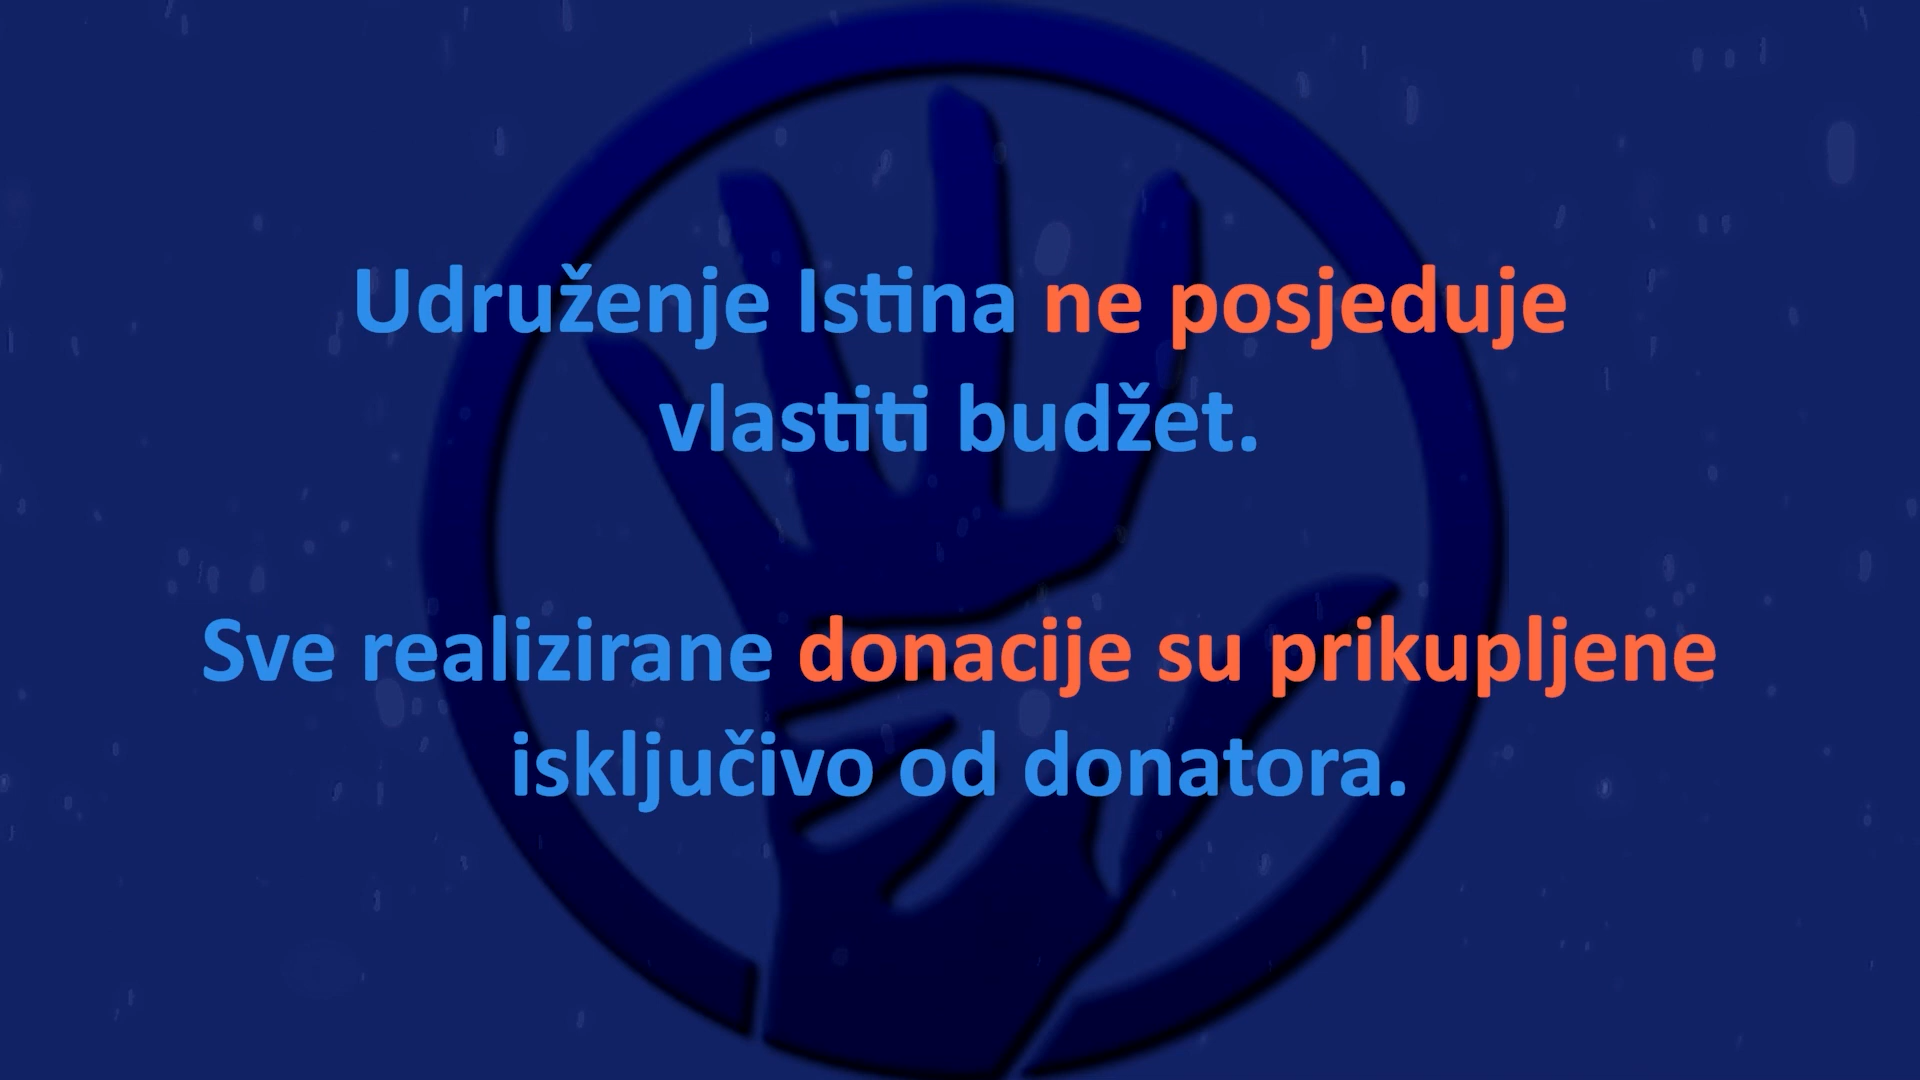 Udruženje Istina ne posjeduje
vlastiti budžet.
Sve realizirane donacije su prikupljene
isključivo od donatora.